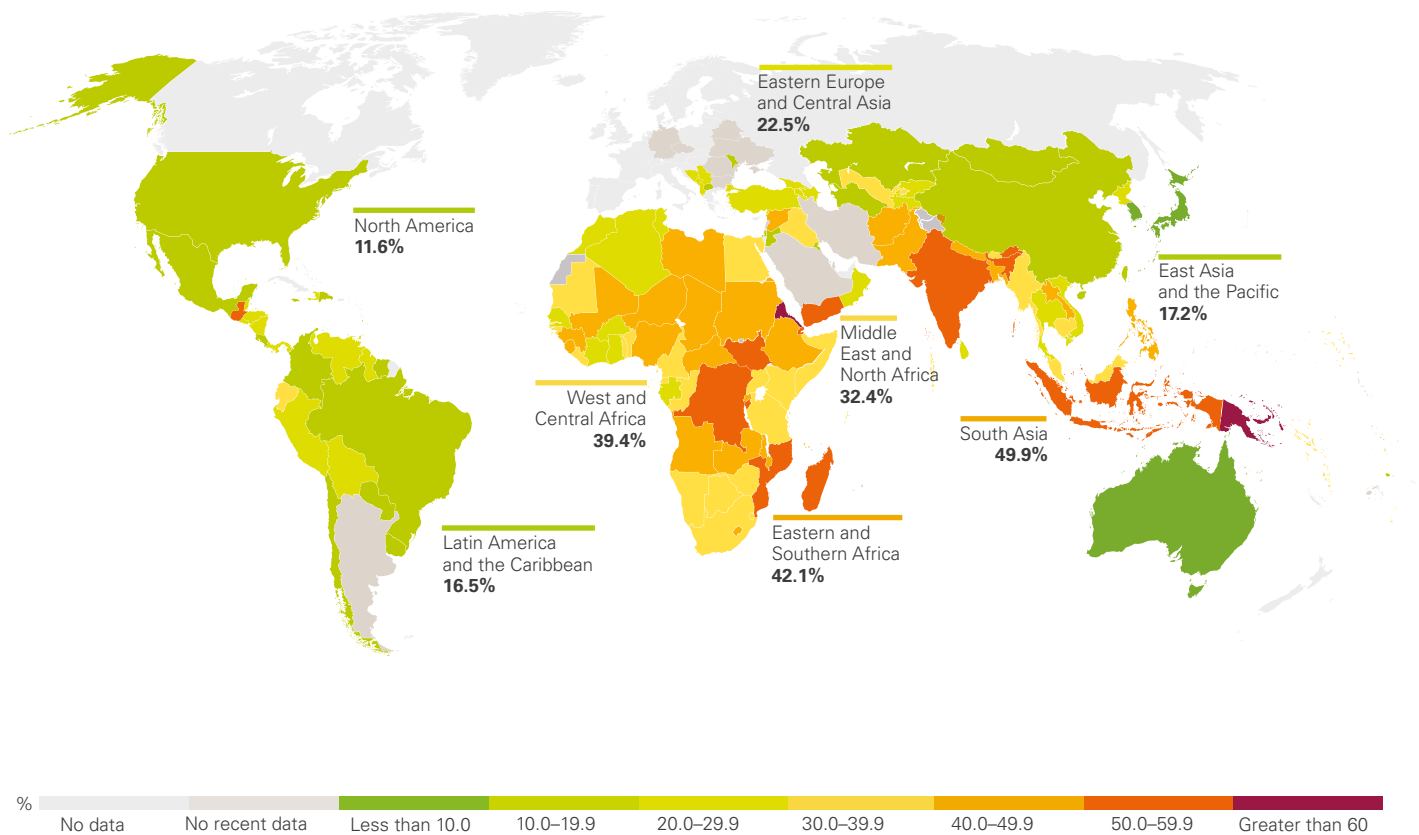 Eastern Europe
and Central Asia
22.5%
North America
11.6%
East Asia
and the Pacific
17.2%
Middle
East and
North Africa
32.4%
West and
Central Africa
39.4%
South Asia
49.9%
Eastern and
Southern Africa
42.1%
Latin America
and the Caribbean
16.5%
%
No data
No recent data
Less than 10.0
10.0–19.9
20.0–29.9
30.0–39.9
40.0–49.9
50.0–59.9
Greater than 60